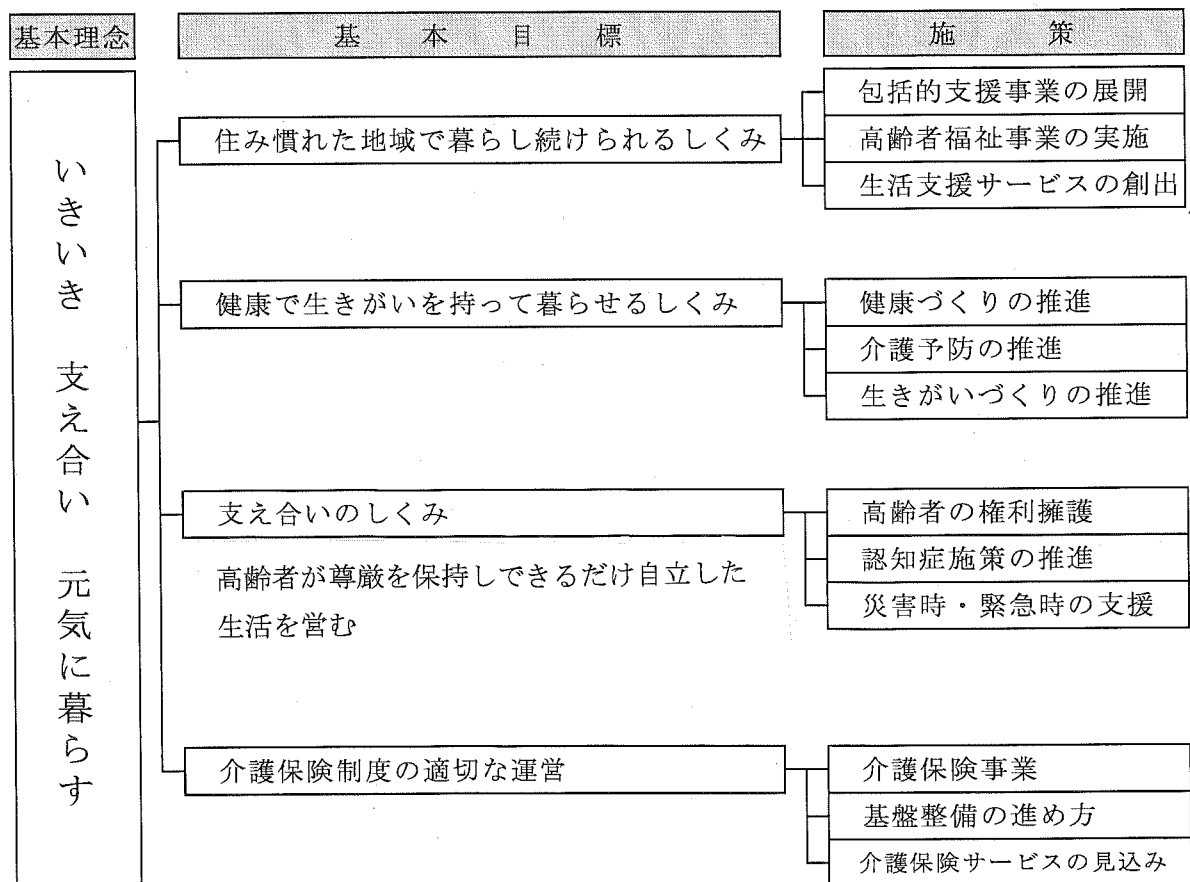 基本理念
基本目標
施策
いきいき 支え合い 元気に暮らす
住み慣れた地域で暮らし続けられるしくみ
包括的支援事業の展開
高齢者福祉事業の実施
生活支援サービスの創出
健康で生きがいを持って暮らせるしくみ
健康づくりの推進
介護予防の推進
生きがいづくりの推進
支え合いのしくみ
高齢者が尊厳を保持しできるだけ自立した
生活を営む
高齢者の権利擁護
認知症施策の推進
災害時・緊急時の支援
介護保険制度の適切な運営
介護保険事業
基盤整備の進め方
介護保険サービスの見込み